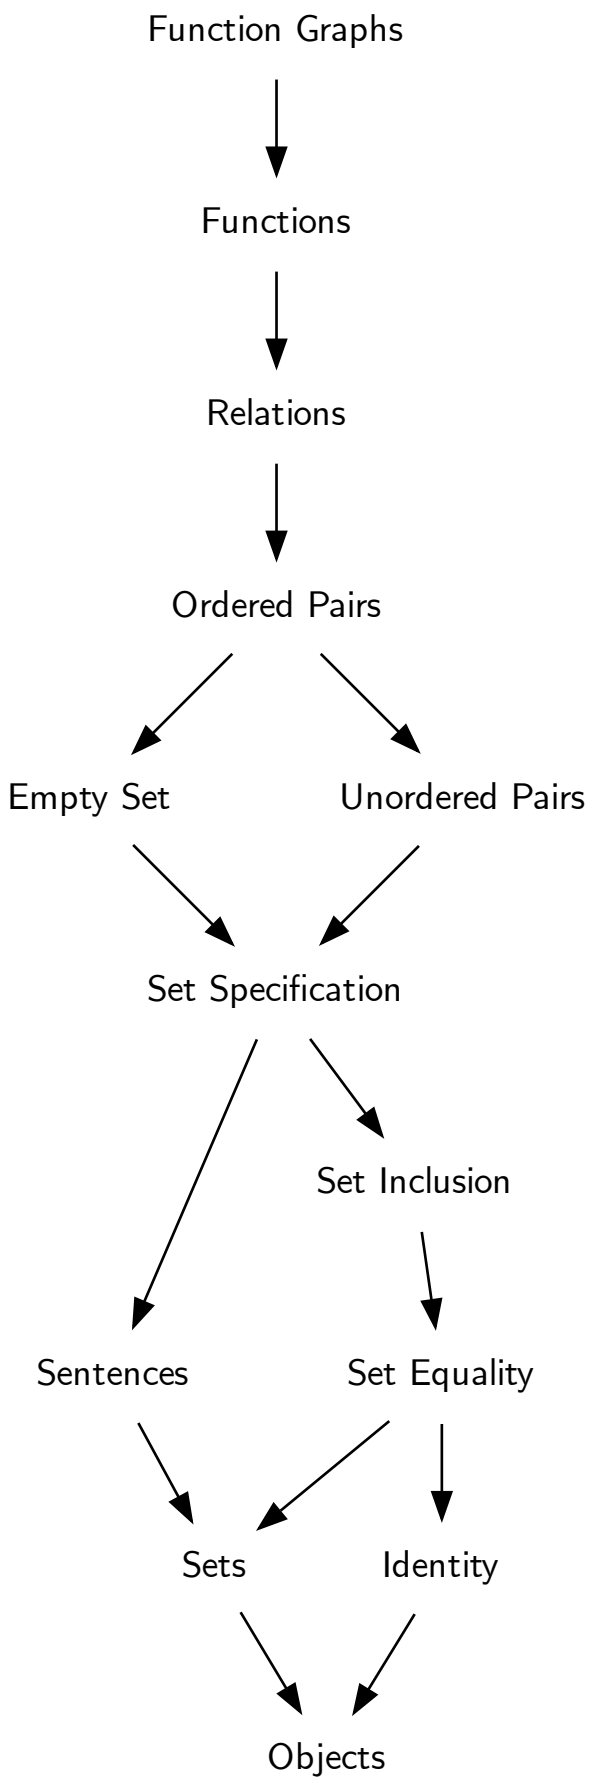 Function Graphs
Functions
Relations
Ordered Pairs
Empty Set
Unordered Pairs
Set Specification
Set Inclusion
Sentences
Set Equality
Sets
Identity
Objects